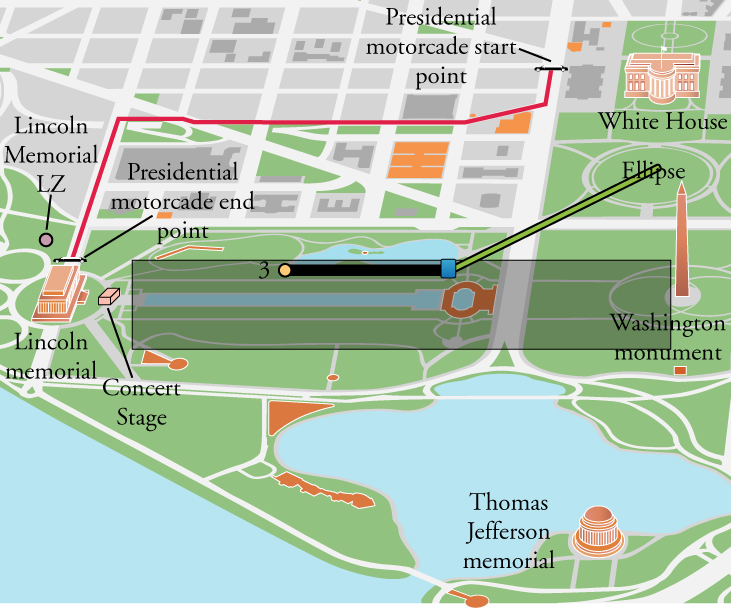 Presidential
motorcade start
point
White House
Lincoln
Memorial
LZ
Presidential
motorcade end
point
Ellipse
3
Washington
monument
Lincoln
memorial
Concert
Stage
Thomas
Jefferson
memorial